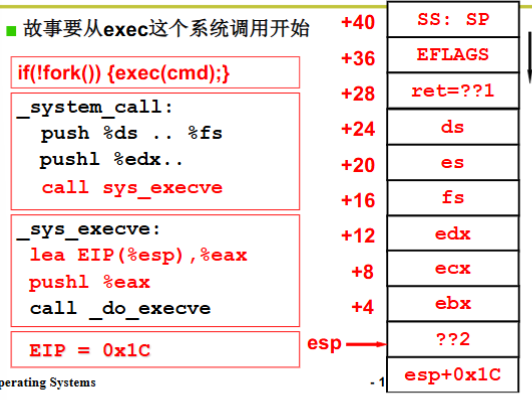 故事要从exec这个系统调用开始
if(!fork()) {exec(cmd);}
_system_call:
push %ds .. %fs
pushl %edx..
call sys_execve
_sys_execve:
lea EIP(%esp),%eax
pushl %eax
call _do_execve
EIP = 0x1C
+40 SS: SP
+36 EFLAGS
+28 ret=??1
+24 ds
+20 es
+16 fs
+12 edx
+8 ecx
+4 ebx
esp ??2
esp+0x1C
perating Systems
- 1